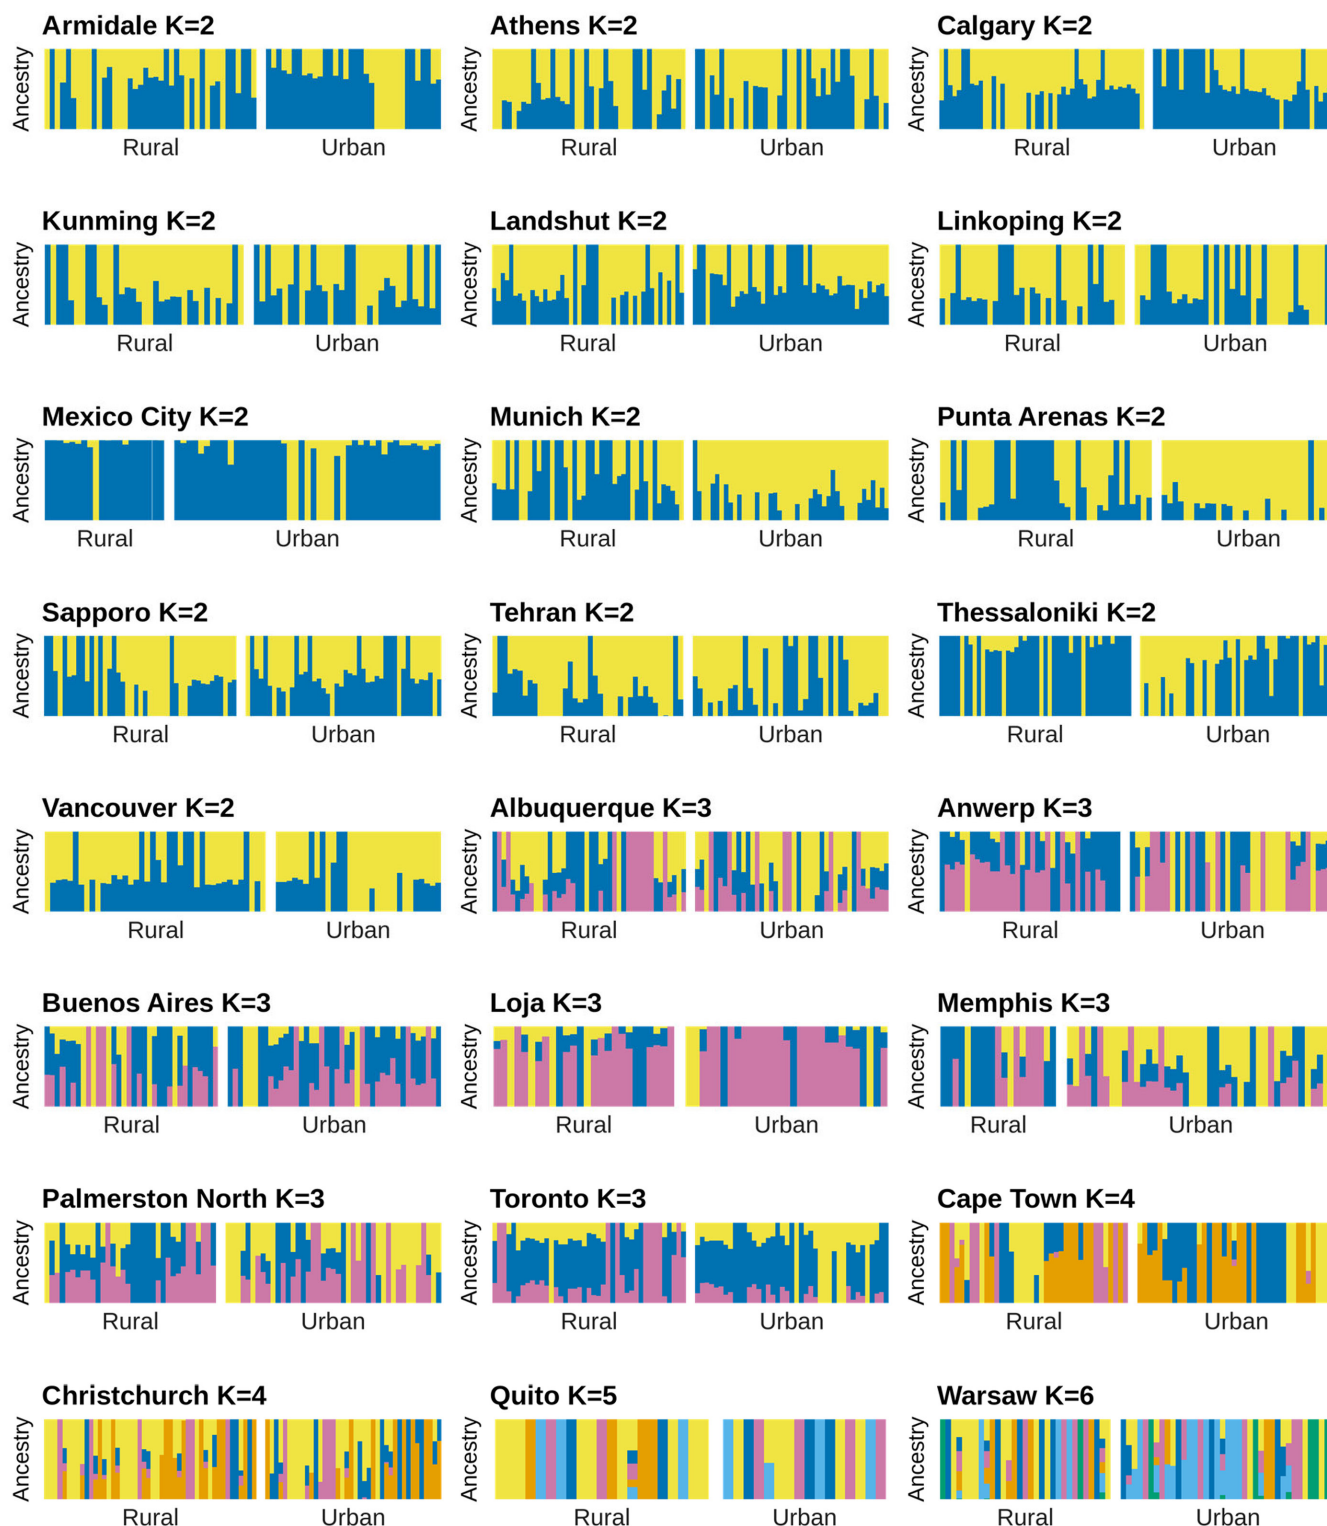 Armidale K=2
Athens K=2
Calgary K=2
Ancestry
Ancestry
Ancestry
Rural
Urban
Rural
Urban
Rural
Urban
Kunming K=2
Landshut K=2
Linkoping K=2
Ancestry
Ancestry
Ancestry
Rural
Urban
Rural
Urban
Rural
Urban
Mexico City K=2
Munich K=2
Punta Arenas K=2
Ancestry
Ancestry
Ancestry
Rural
Urban
Rural
Urban
Rural
Urban
Sapporo K=2
Tehran K=2
Thessaloniki K=2
Ancestry
Ancestry
Ancestry
Rural
Urban
Rural
Urban
Rural
Urban
Vancouver K=2
Albuquerque K=3
Anwerp K=3
Ancestry
Ancestry
Ancestry
Rural
Urban
Rural
Urban
Rural
Urban
Buenos Aires K=3
Loja K=3
Memphis K=3
Ancestry
Ancestry
Ancestry
Rural
Urban
Rural
Urban
Rural
Urban
Palmerston North K=3
Toronto K=3
Cape Town K=4
Ancestry
Ancestry
Ancestry
Rural
Urban
Rural
Urban
Rural
Urban
Christchurch K=4
Quito K=5
Warsaw K=6
Ancestry
Ancestry
Ancestry
Rural
Urban
Rural
Urban
Rural
Urban